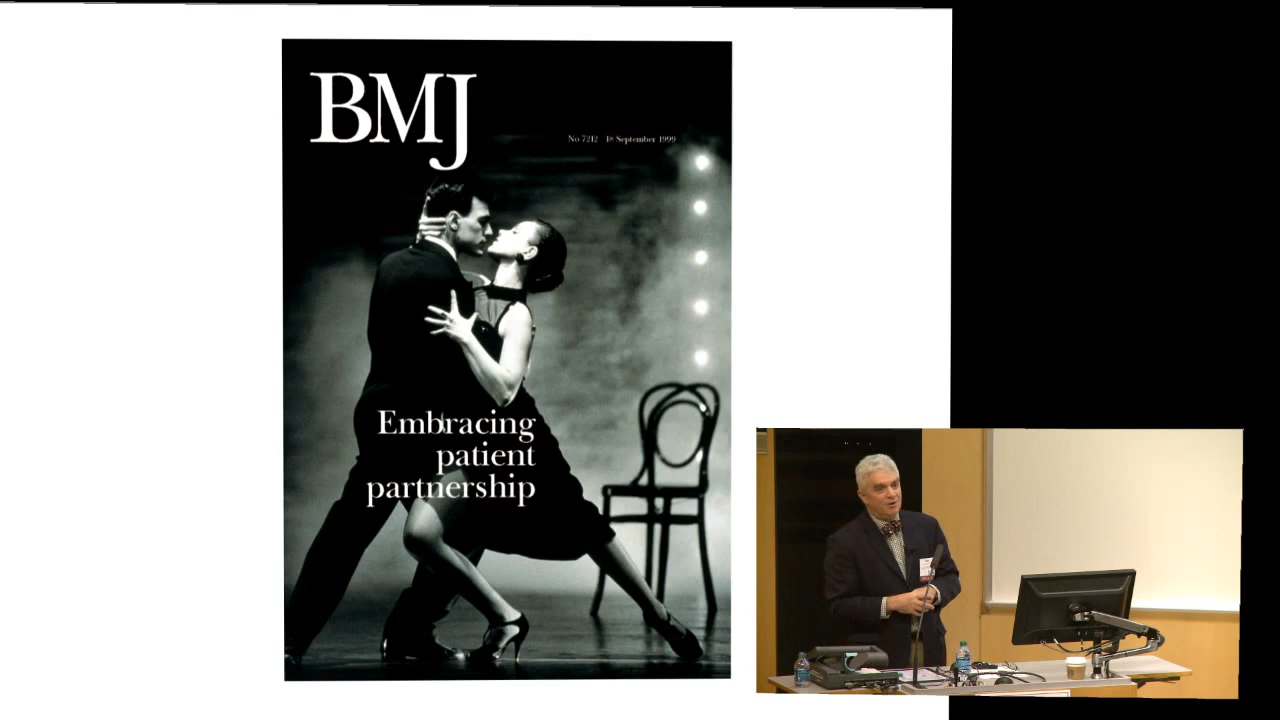 BMJ
No 7212 18 September 1999
Embracing
patient
partnership